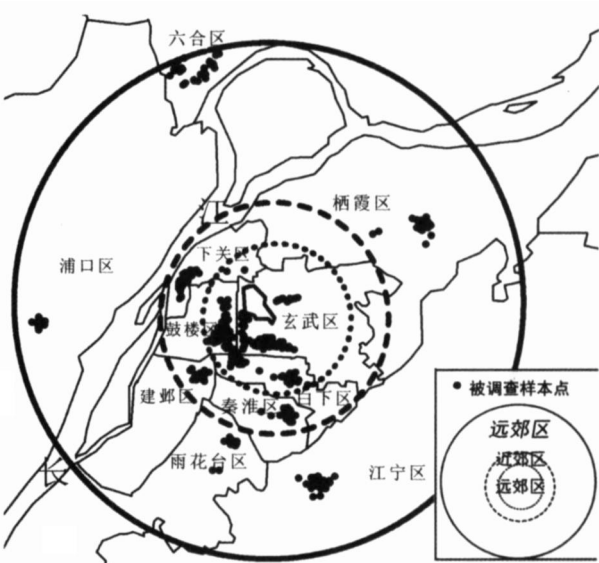 六合区
栖霞区
江
下关区
浦口区
鼓楼区
玄武区
建邺区
秦淮区
白下区
雨花台区
江宁区
长
被调查样本点
远郊区
近郊区
远郊区